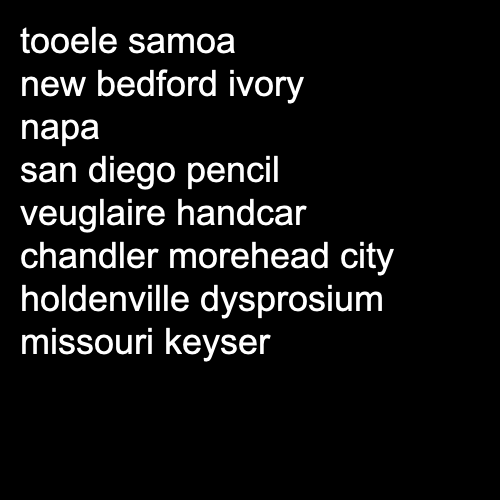 tooele samoa
new bedford ivory
napa
san diego pencil
veuglaire handcar
chandler morehead city
holdenville dysprosium
missouri keyser